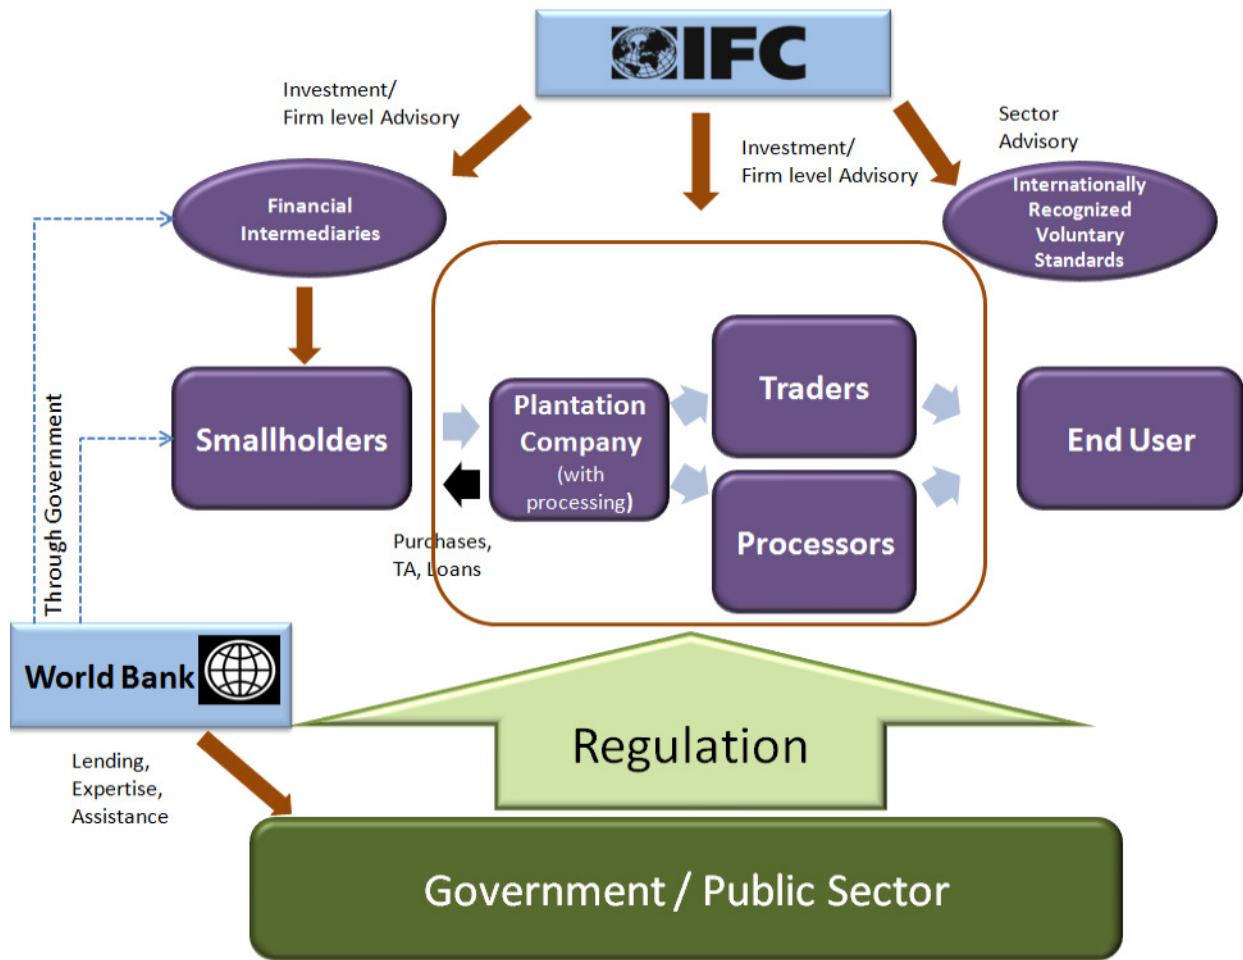 IFC
Investment/
Firm level Advisory
Sector
Advisory
Investment/
Firm level Advisory
Financial
Intermediaries
Internationally
Recognized
Voluntary
Standards
Smallholders
Plantation
Company
(with
processing)
Traders
Processors
End User
Purchases,
TA, Loans
Through Government
World Bank
Lending,
Expertise,
Assistance
Regulation
Government / Public Sector